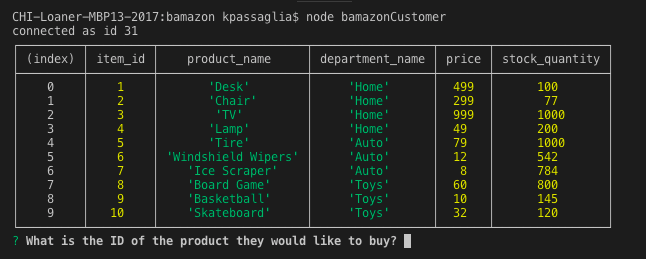 CHI-Loaner-MBP13-2017:bamazon kpassaglia$ node bamazonCustomer
connected as id 31
(index) item_id product_name department_name price stock_quantity
0 1 'Desk' 'Home' 499 100
1 2 'Chair' 'Home' 299 77
2 3 'TV' 'Home' 999 1000
3 4 'Lamp' 'Home' 49 200
4 5 'Tire' 'Auto' 79 1000
5 6 'Windshield Wipers' 'Auto' 12 542
6 7 'Ice Scraper' 'Auto' 8 784
7 8 'Board Game' 'Toys' 60 800
8 9 'Basketball' 'Toys' 10 145
9 10 'Skateboard' 'Toys' 32 120
? What is the ID of the product they would like to buy?